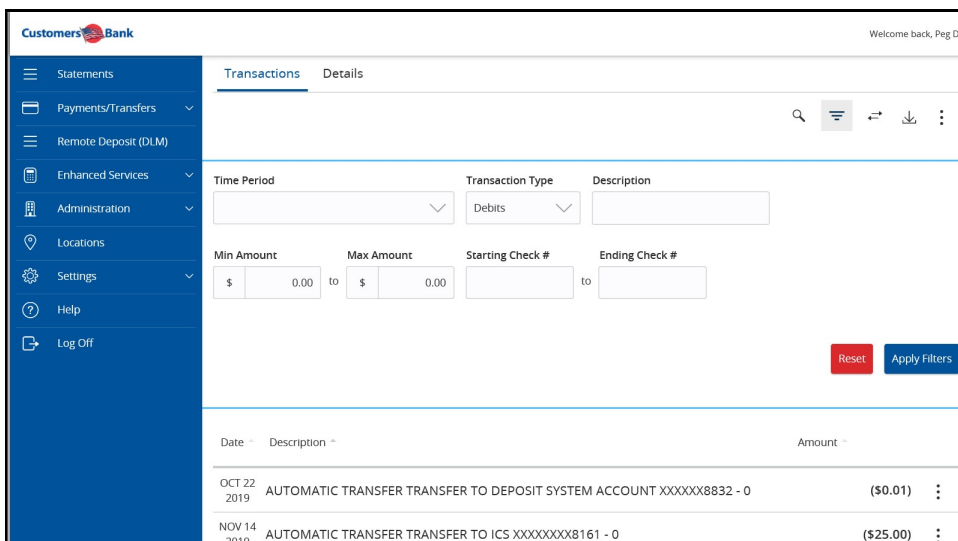 Customers Bank
Welcome back, Peg D
Statements
Payments/Transfers
Remote Deposit (DLM)
Enhanced Services
Administration
Locations
Settings
Help
Log Off
Transactions Details
Time Period Transaction Type Description
Debits
Min Amount Max Amount Starting Check # Ending Check #
$ 0.00 to $ 0.00 to
Reset Apply Filters
Date Description Amount
OCT 22
2019 AUTOMATIC TRANSFER TRANSFER TO DEPOSIT SYSTEM ACCOUNT XXXXXX8832 - 0 ($0.01)
NOV 14
2019 AUTOMATIC TRANSFER TRANSFER TO ICS XXXXXXXX8161 - 0 ($25.00)